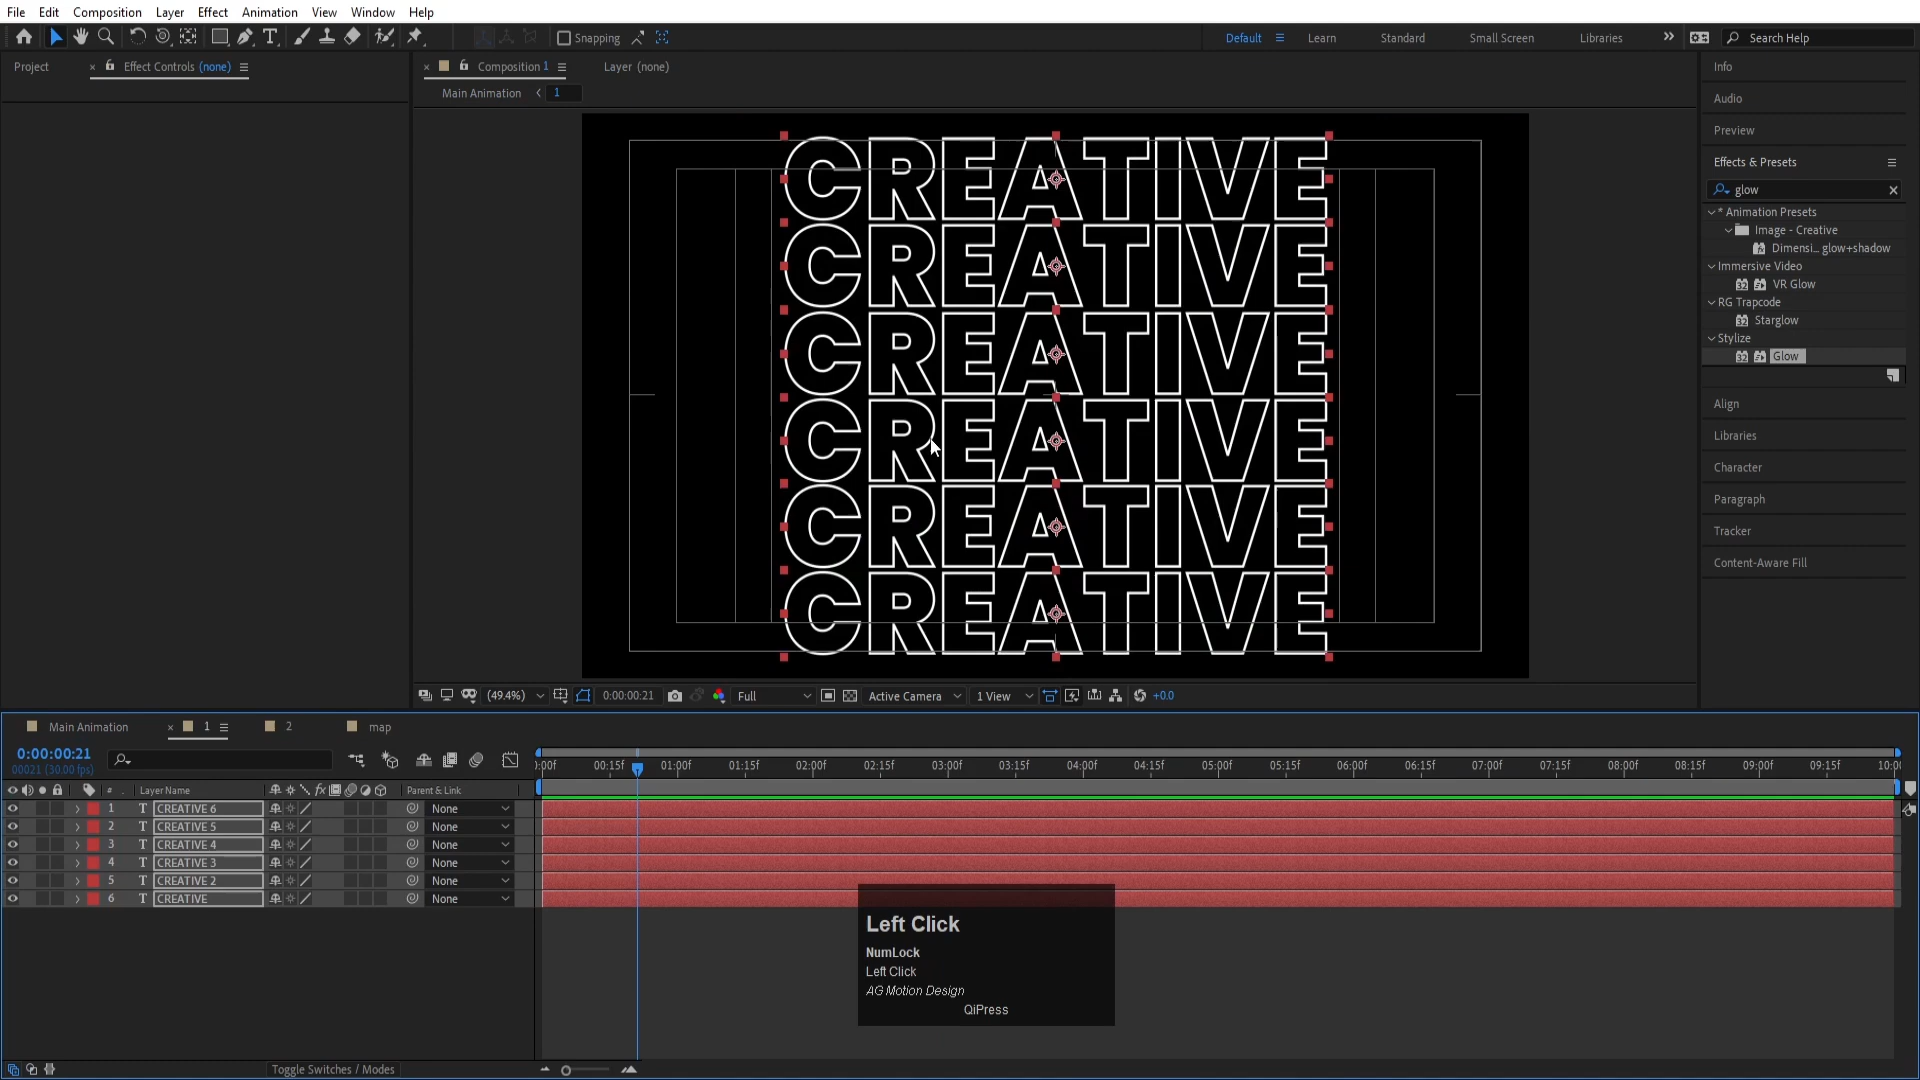 File Edit Composition Layer Effect Animation View Window Help
Snapping Default Learn Standard Small Screen Libraries Search Help
Project Effect Controls (none) Composition 1 Layer (none) Info
Main Animation 1
Audio
Preview
Effects & Presets
glow
* Animation Presets
Image - Creative
Dimensi... glow+shadow
Immersive Video
VR Glow
RG Trapcode
Starglow
Stylize
Glow
Align
Libraries
Character
Paragraph
Tracker
Content-Aware Fill
CREATIVE
CREATIVE
CREATIVE
CREATIVE
CREATIVE
CREATIVE
(49.4%) 0:00:00:21 Full Active Camera 1 View +0.0
Main Animation 1 2 map
0:00:00:21
00021 (30.00 fps)
:00f 00:15f 01:00f 01:15f 02:00f 02:15f 03:00f 03:15f 04:00f 04:15f 05:00f 05:15f 06:00f 06:15f 07:00f 07:15f 08:00f 08:15f 09:00f 09:15f 10:0
# Layer Name Parent & Link
1 T CREATIVE 6 None
2 T CREATIVE 5 None
3 T CREATIVE 4 None
4 T CREATIVE 3 None
5 T CREATIVE 2 None
6 T CREATIVE None
Left Click
NumLock
Left Click
AG Motion Design
QiPress
Toggle Switches / Modes